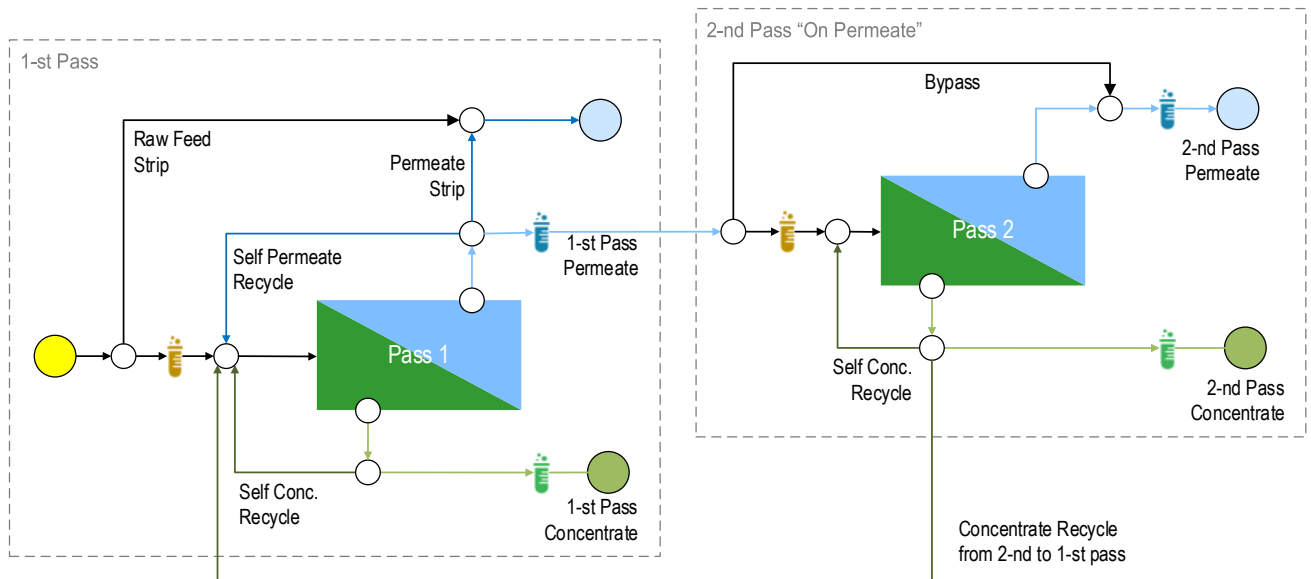 1-st Pass
Raw Feed
Strip
Permeate
Strip
Self Permeate
Recycle
1-st Pass
Permeate
Pass 1
Self Conc.
Recycle
1-st Pass
Concentrate
2-nd Pass “On Permeate”
Bypass
2-nd Pass
Permeate
Pass 2
Self Conc.
Recycle
2-nd Pass
Concentrate
Concentrate Recycle
from 2-nd to 1-st pass